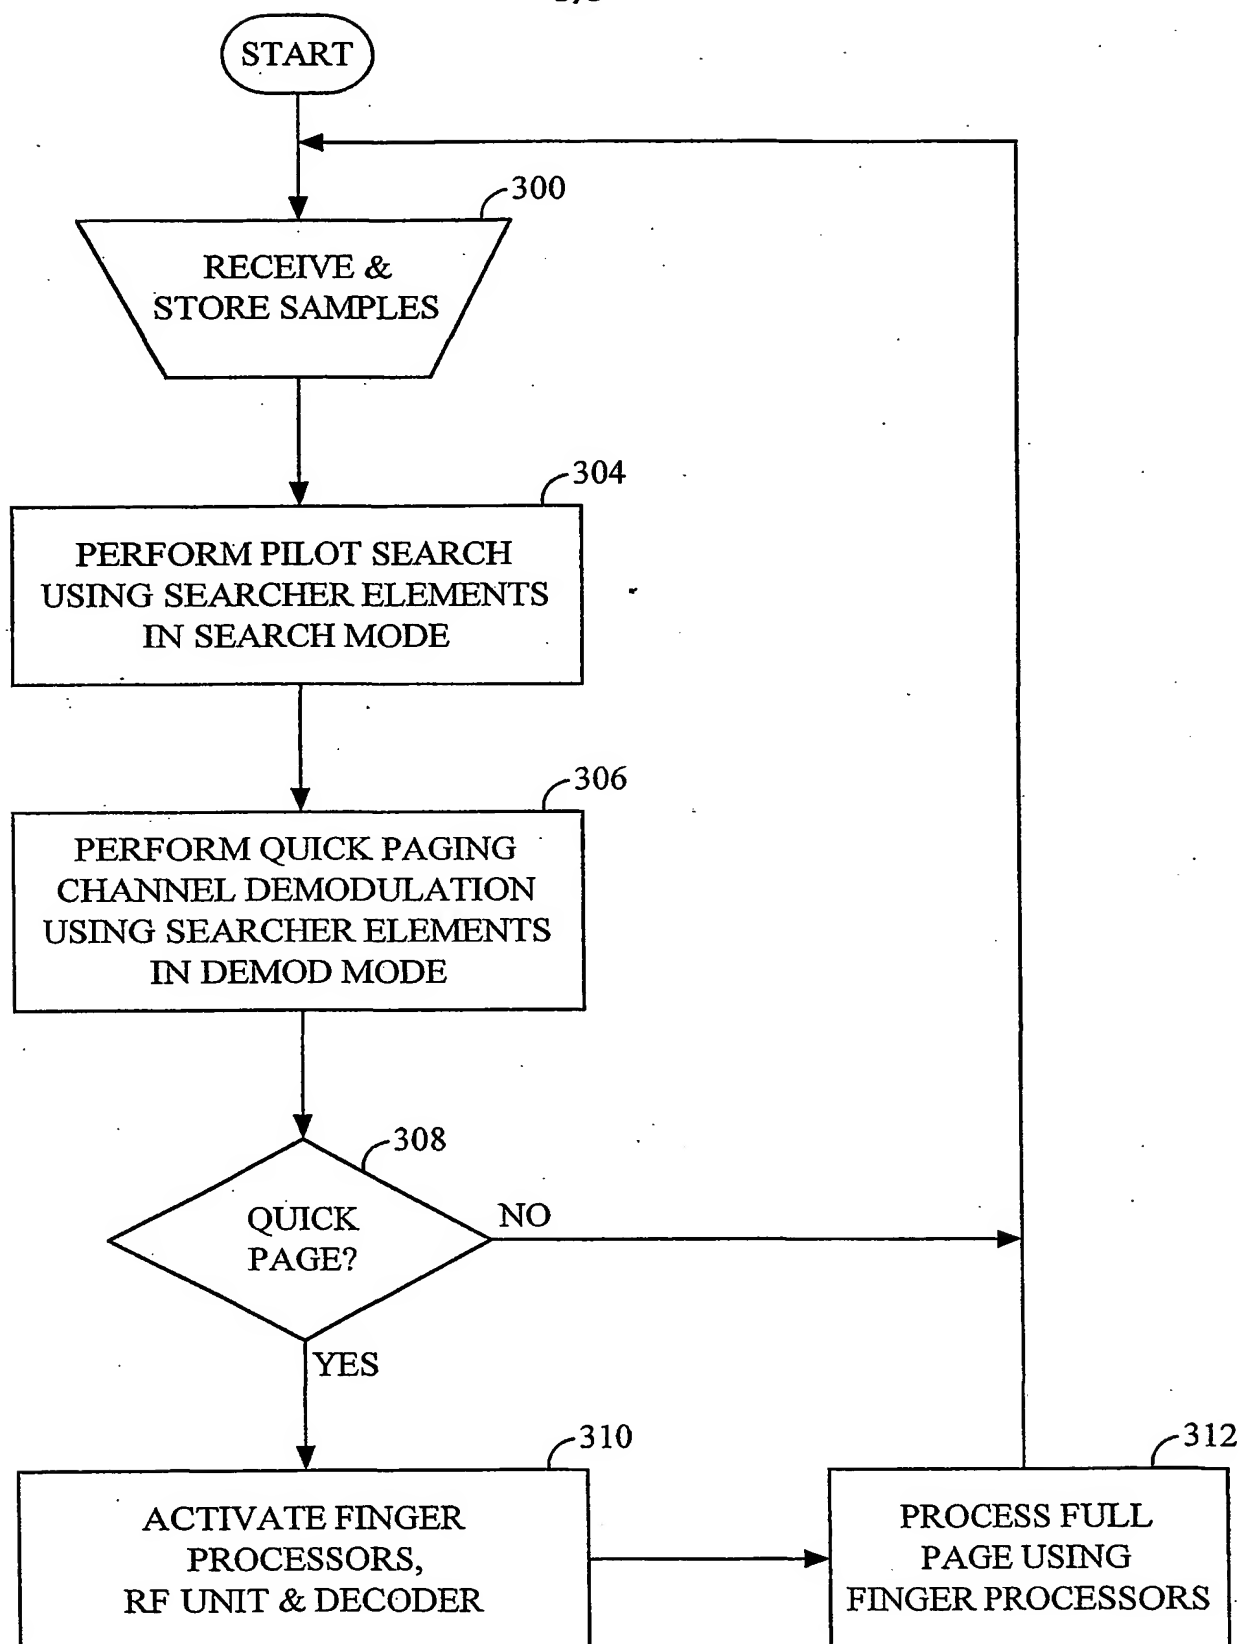 START
300
RECEIVE &
STORE SAMPLES
304
PERFORM PILOT SEARCH
USING SEARCHER ELEMENTS
IN SEARCH MODE
306
PERFORM QUICK PAGING
CHANNEL DEMODULATION
USING SEARCHER ELEMENTS
IN DEMOD MODE
308
QUICK
PAGE?
NO
YES
310
ACTIVATE FINGER
PROCESSORS,
RF UNIT & DECODER
312
PROCESS FULL
PAGE USING
FINGER PROCESSORS